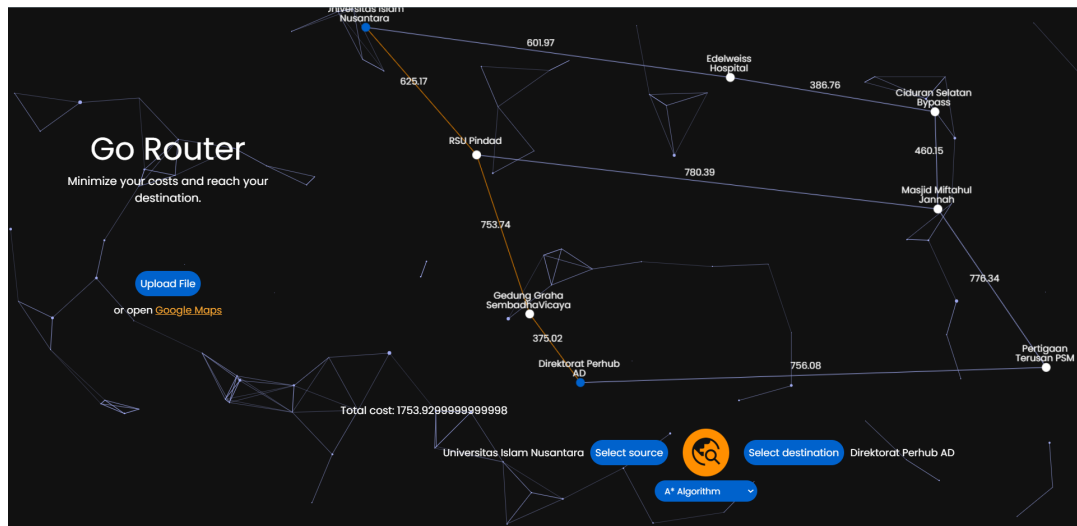 Universitas Islam
Nusantara
601.97
Edelweiss
Hospital
625.17
386.76
Ciduran Selatan
Bypass
Go Router
Minimize your costs and reach your
destination.
RSU Pindad
460.15
780.39
Masjid Miftahul
Jannah
753.74
Upload File
or open Google Maps
776.34
Gedung Graha
SembadhaVicaya
375.02
Direktorat Perhub
AD
756.08
Pertigaan
Terusan PSM
Total cost: 1753.9299999999998
Universitas Islam Nusantara Select source Select destination Direktorat Perhub AD
A* Algorithm